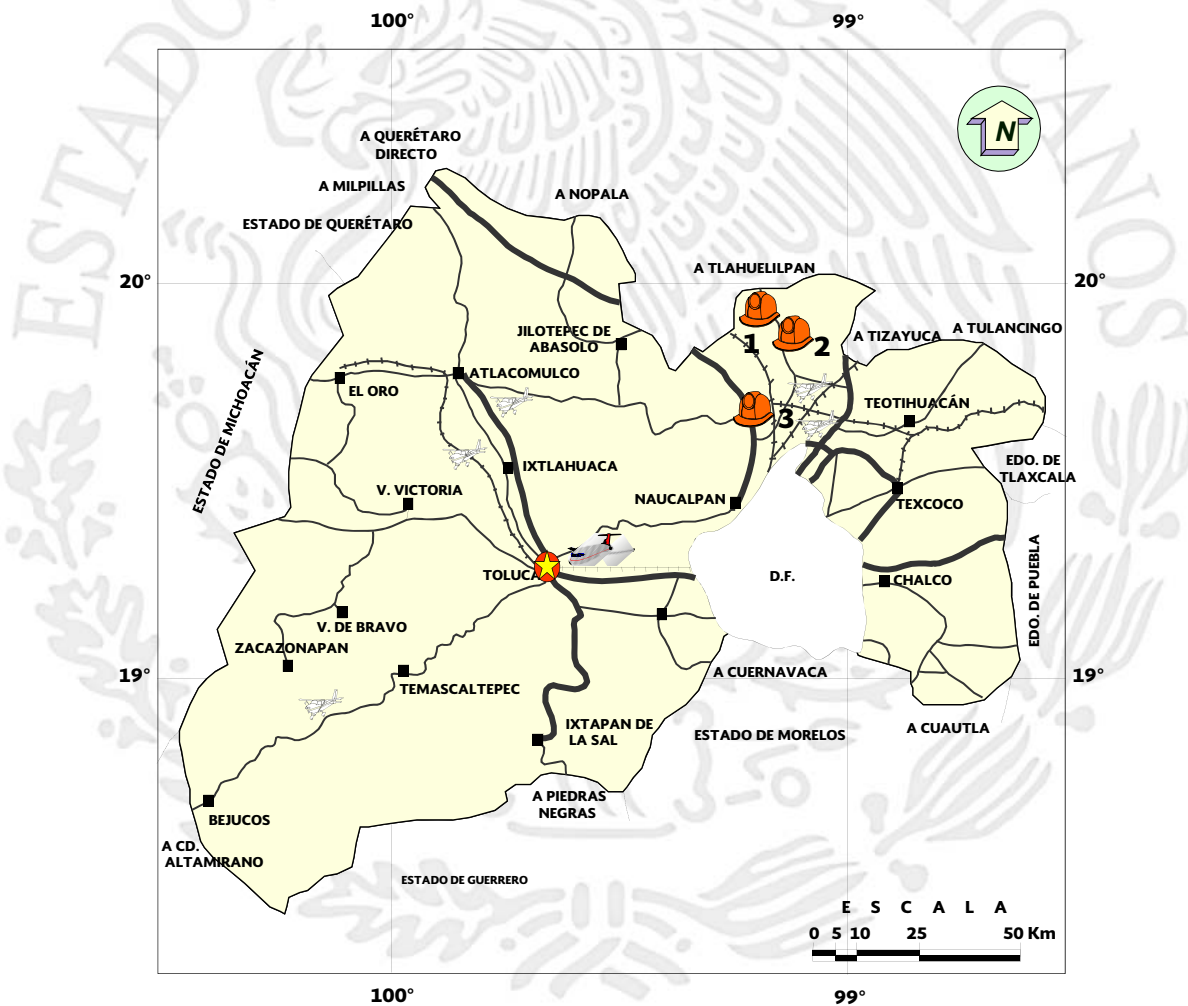 100°
99°
ESTADOS
MEXICANOS
N
A QUERÉTARO
DIRECTO
A MILPILLAS
A NOPALA
ESTADO DE QUERÉTARO
A TLAHUELILPAN
20°
20°
A TIZAYUCA
A TULANCINGO
JILOTEPEC DE
ABASOLO
1
2
ESTADO DE MICHOACÁN
EL ORO
ATLACOMULCO
TEOTIHUACÁN
3
IXTLAHUACA
EDO. DE
TLAXCALA
V. VICTORIA
NAUCALPAN
TEXCOCO
TOLUCA
D.F.
CHALCO
EDO. DE PUEBLA
V. DE BRAVO
ZACAZONAPAN
19°
A CUERNAVACA
19°
TEMASCALTEPEC
IXTAPAN DE
LA SAL
ESTADO DE MORELOS
A CUAUTLA
A PIEDRAS
NEGRAS
BEJUCOS
A CD.
ALTAMIRANO
ESTADO DE GUERRERO
E S C A L A
0 5 10 25 50 Km
100°
99°